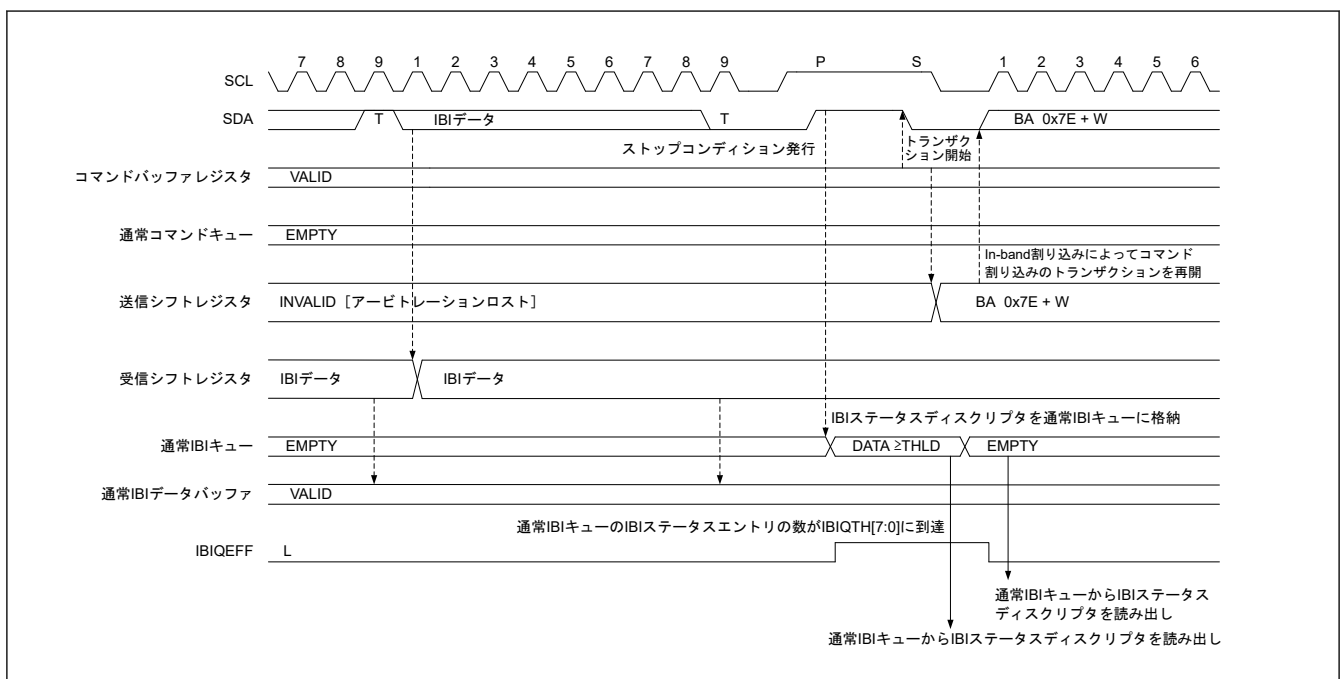 7 8 9 1 2 3 4 5 6 7 8 9 P S 1 2 3 4 5 6
SCL
SDA T IBIデータ T BA 0x7E + W
ストップコンディション発行
トランザク
ション開始
コマンドバッファレジスタ VALID
通常コマンドキュー EMPTY
In-band割り込みによってコマンド
割り込みのトランザクションを再開
送信シフトレジスタ INVALID［アービトレーションロスト］ BA 0x7E + W
受信シフトレジスタ IBIデータ IBIデータ
IBIステータスディスクリプタを通常IBIキューに格納
通常IBIキュー EMPTY DATA ≥THLD EMPTY
通常IBIデータバッファ VALID
通常IBIキューのIBIステータスエントリの数がIBIQTH[7:0]に到達
IBIQEFF L
通常IBIキューからIBIステータス
ディスクリプタを読み出し
通常IBIキューからIBIステータスディスクリプタを読み出し